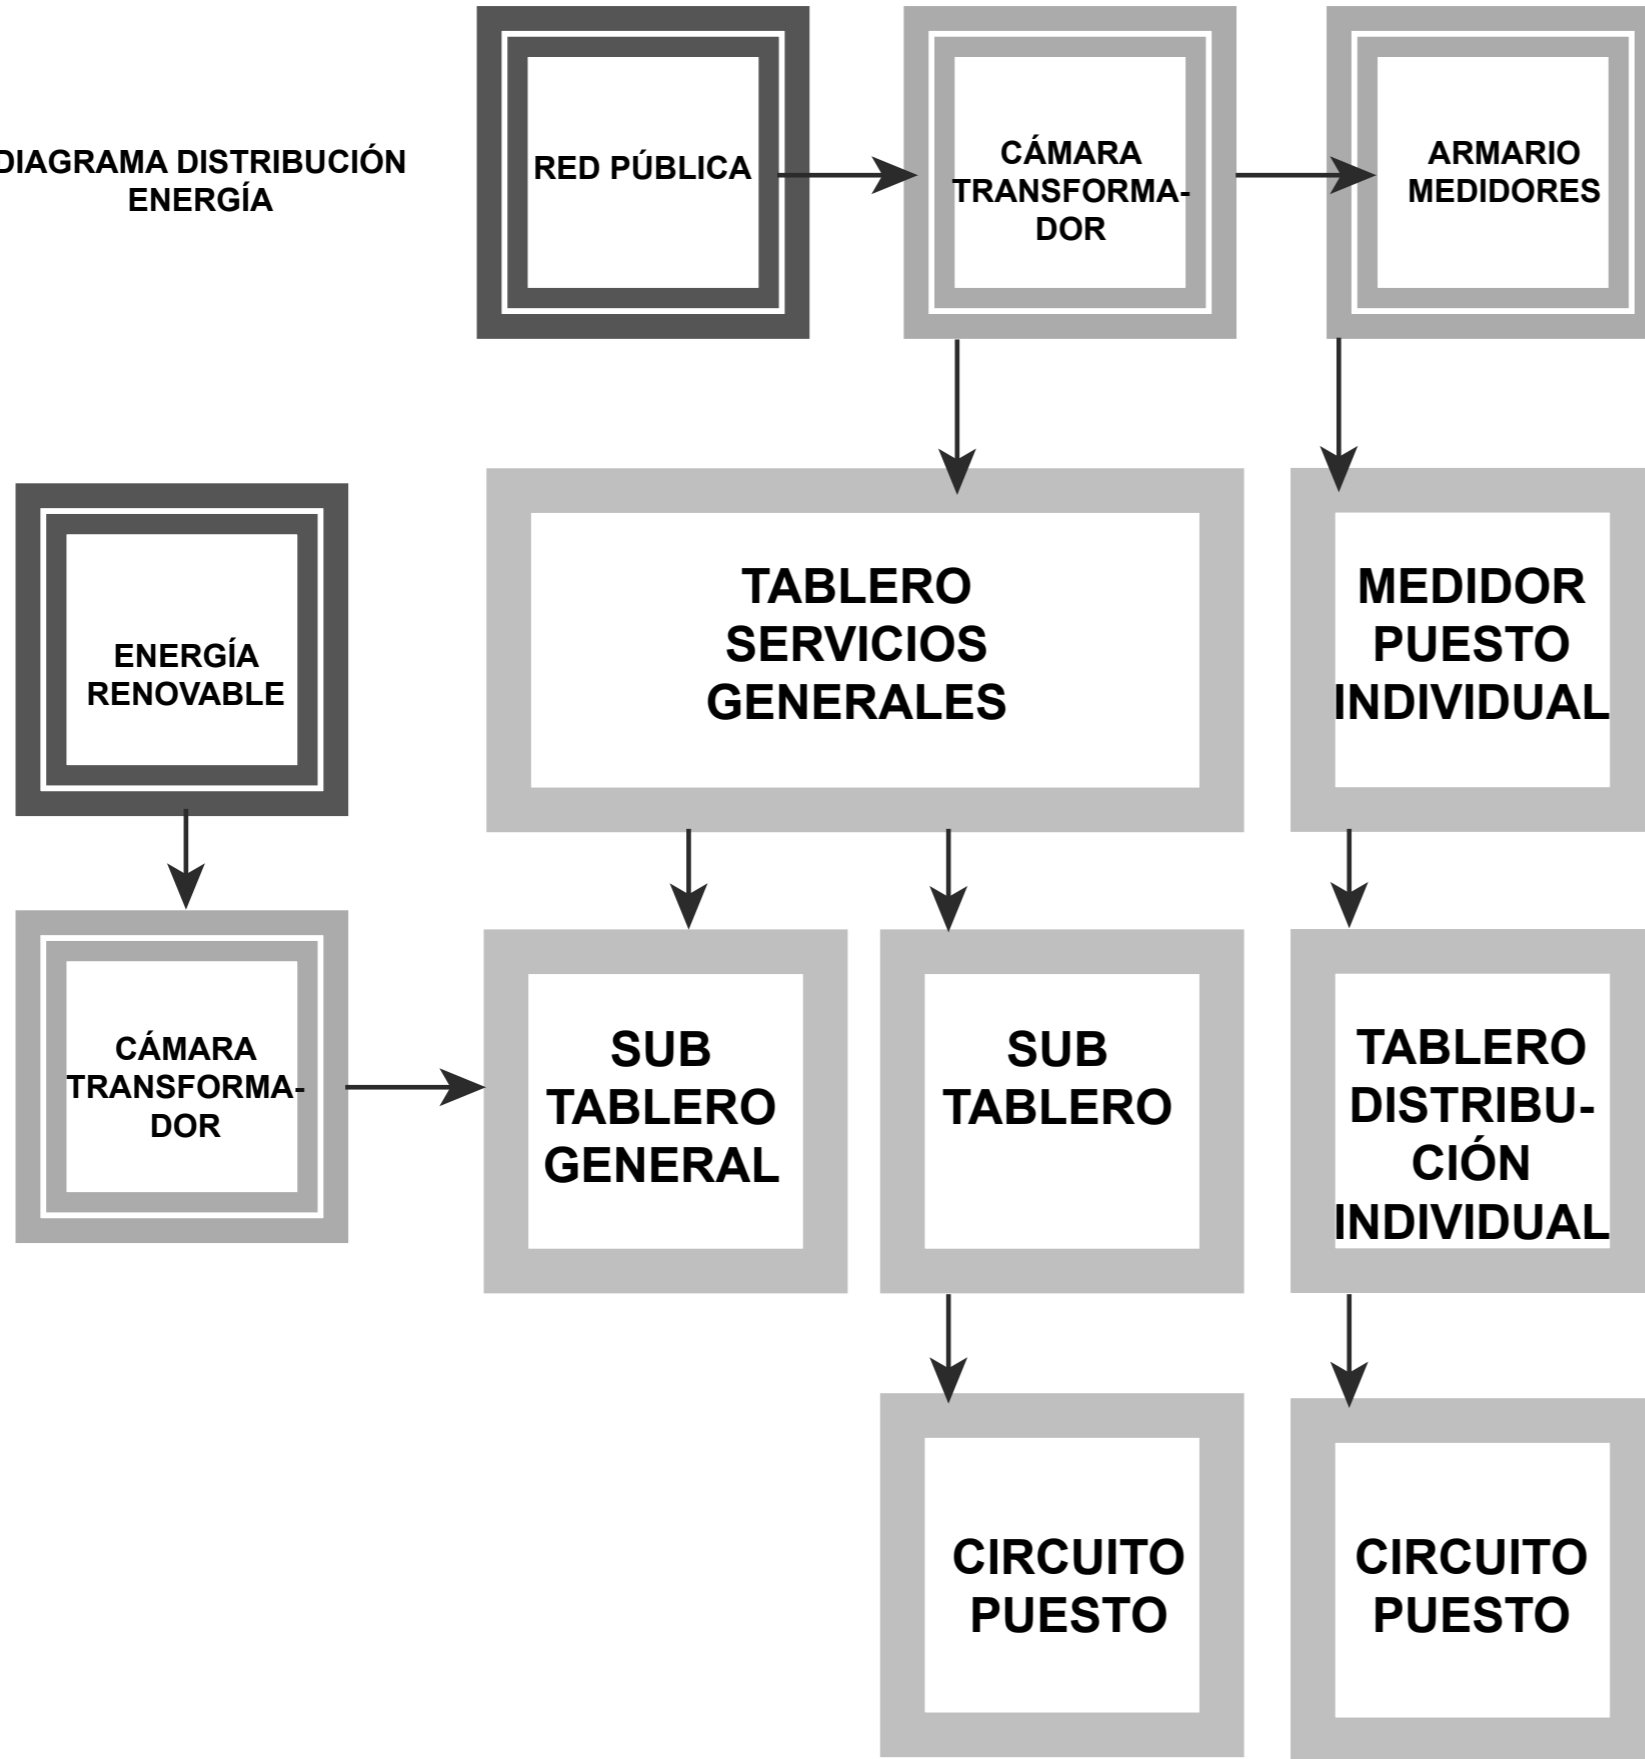 DIAGRAMA DISTRIBUCIÓN
ENERGÍA
RED PÚBLICA
CÁMARA
TRANSFORMA-
DOR
ARMARIO
MEDIDORES
ENERGÍA
RENOVABLE
TABLERO
SERVICIOS
GENERALES
MEDIDOR
PUESTO
INDIVIDUAL
CÁMARA
TRANSFORMA-
DOR
SUB
TABLERO
GENERAL
SUB
TABLERO
TABLERO
DISTRIBU-
CIÓN
INDIVIDUAL
CIRCUITO
PUESTO
CIRCUITO
PUESTO